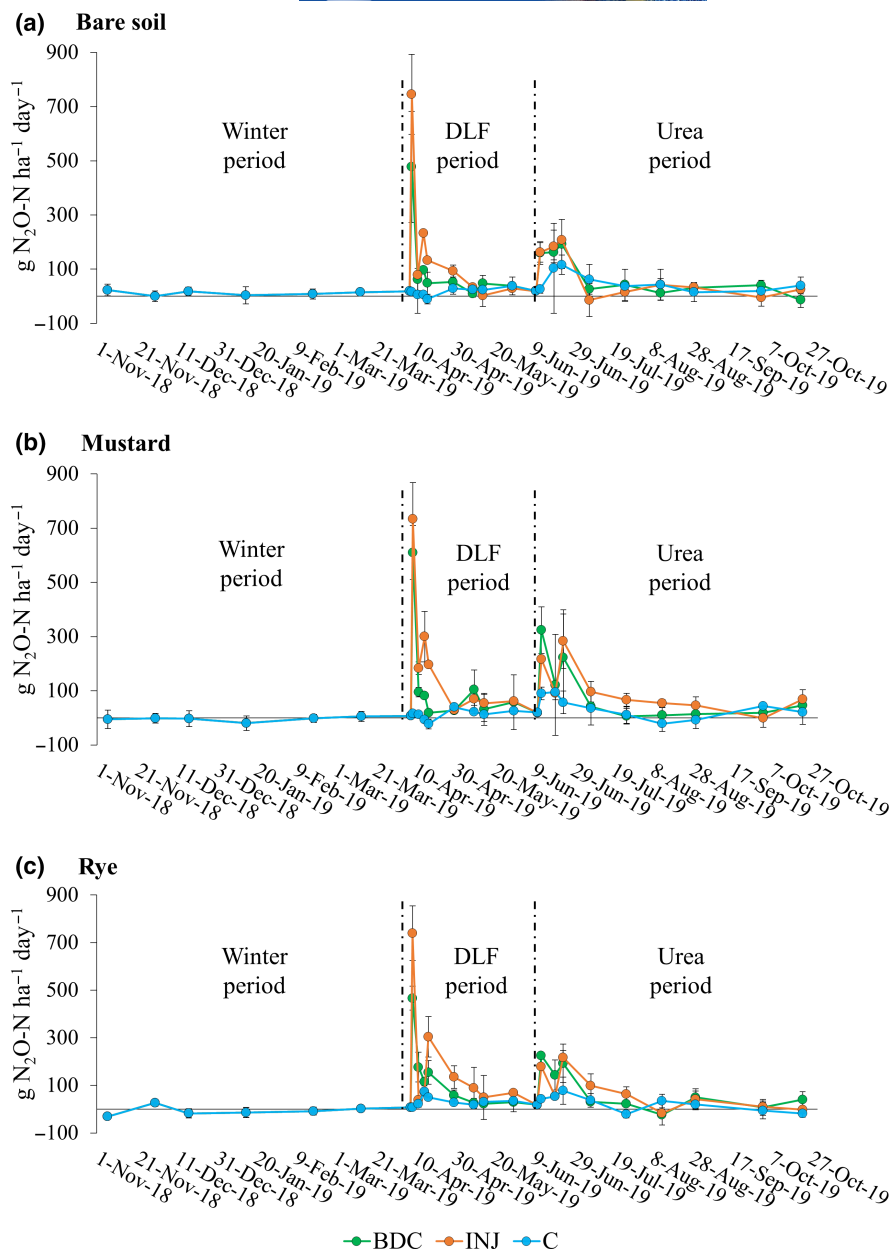 (a) Bare soil
900
700
500
300
100
−100
g N₂O-N ha⁻¹ day⁻¹
Winter period
DLF period
Urea period
1-Nov-18
21-Nov-18
11-Dec-18
31-Dec-18
20-Jan-19
9-Feb-19
1-Mar-19
21-Mar-19
10-Apr-19
30-Apr-19
20-May-19
9-Jun-19
29-Jun-19
19-Jul-19
8-Aug-19
28-Aug-19
17-Sep-19
7-Oct-19
27-Oct-19
(b) Mustard
900
700
500
300
100
−100
g N₂O-N ha⁻¹ day⁻¹
Winter period
DLF period
Urea period
1-Nov-18
21-Nov-18
11-Dec-18
31-Dec-18
20-Jan-19
9-Feb-19
1-Mar-19
21-Mar-19
10-Apr-19
30-Apr-19
20-May-19
9-Jun-19
29-Jun-19
19-Jul-19
8-Aug-19
28-Aug-19
17-Sep-19
7-Oct-19
27-Oct-19
(c) Rye
900
700
500
300
100
−100
g N₂O-N ha⁻¹ day⁻¹
Winter period
DLF period
Urea period
1-Nov-18
21-Nov-18
11-Dec-18
31-Dec-18
20-Jan-19
9-Feb-19
1-Mar-19
21-Mar-19
10-Apr-19
30-Apr-19
20-May-19
9-Jun-19
29-Jun-19
19-Jul-19
8-Aug-19
28-Aug-19
17-Sep-19
7-Oct-19
27-Oct-19
BDC INJ C